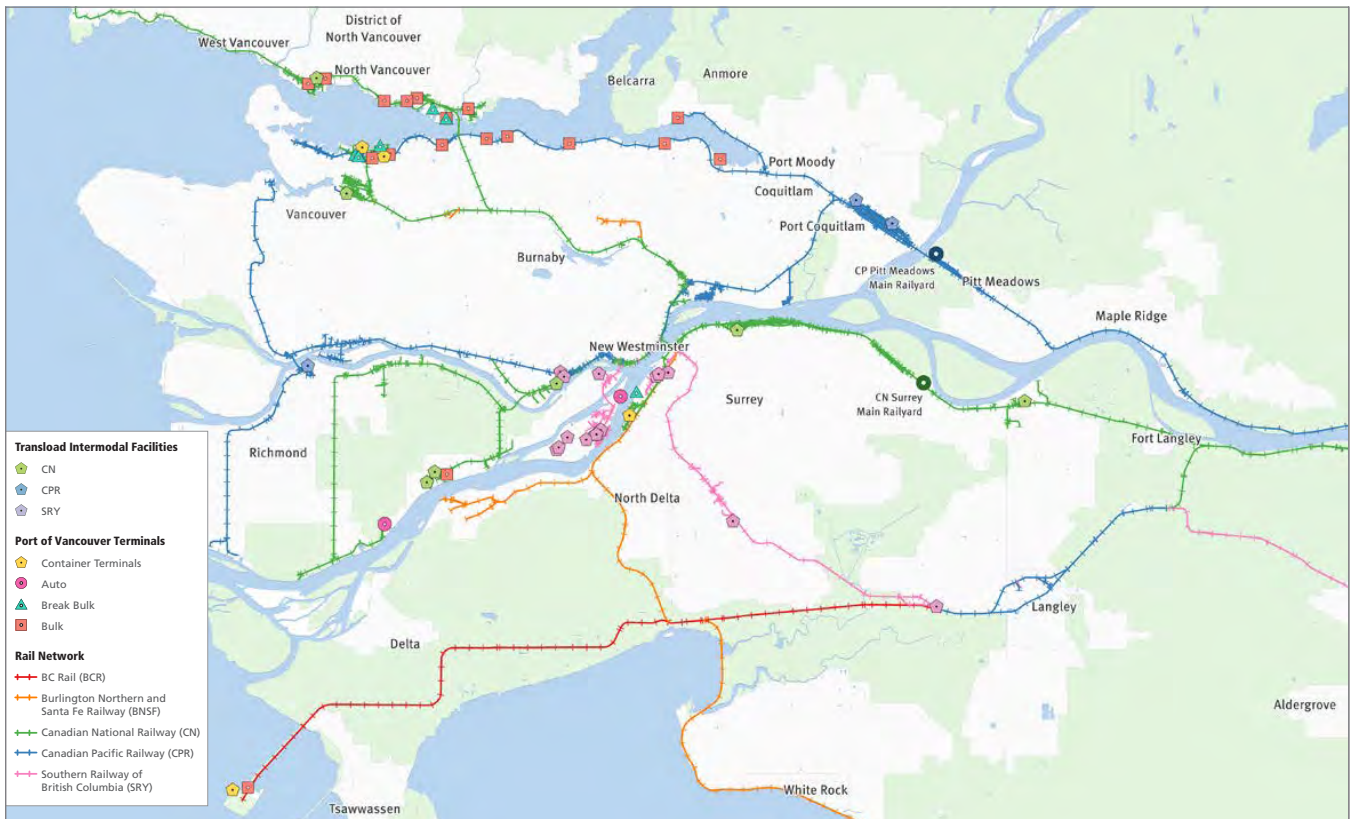 District of
North Vancouver
West Vancouver
North Vancouver
Belcarra
Anmore
Port Moody
Coquitlam
Port Coquitlam
Vancouver
Burnaby
CP Pitt Meadows
Main Railyard
Pitt Meadows
Maple Ridge
New Westminster
Surrey
CN Surrey
Main Railyard
Fort Langley
Richmond
North Delta
Langley
Delta
Aldergrove
White Rock
Tsawwassen
Transload Intermodal Facilities
CN
CPR
SRY
Port of Vancouver Terminals
Container Terminals
Auto
Break Bulk
Bulk
Rail Network
BC Rail (BCR)
Burlington Northern and
Santa Fe Railway (BNSF)
Canadian National Railway (CN)
Canadian Pacific Railway (CPR)
Southern Railway of
British Columbia (SRY)